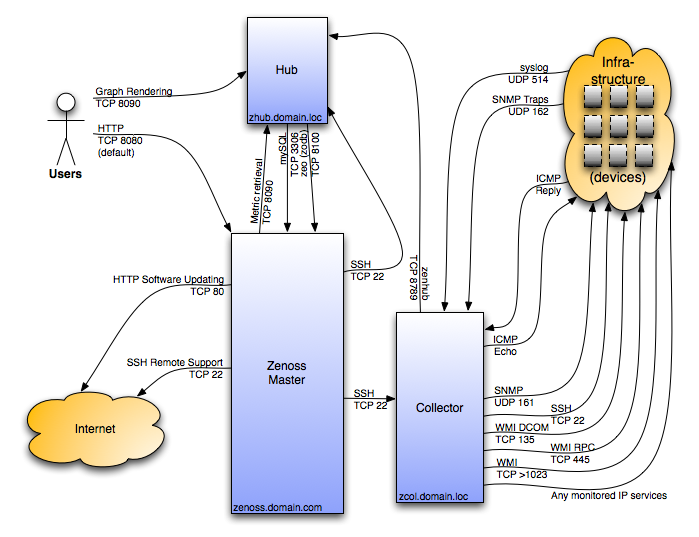 Hub
zhub.domain.loc
Graph Rendering
TCP 8090
HTTP
TCP 8080
(default)
Users
Metric retrieval
TCP 8090
mySQL
TCP 3306
zeo (zodb)
TCP 8100
syslog
UDP 514
SNMP Traps
UDP 162
Infra-
structure
(devices)
ICMP
Reply
SSH
TCP 22
zenhub
TCP 8789
HTTP Software Updating
TCP 80
SSH Remote Support
TCP 22
Internet
Zenoss
Master
zenoss.domain.com
SSH
TCP 22
Collector
zcol.domain.loc
ICMP
Echo
SNMP
UDP 161
SSH
TCP 22
WMI DCOM
TCP 135
WMI RPC
TCP 445
WMI
TCP >1023
Any monitored IP services